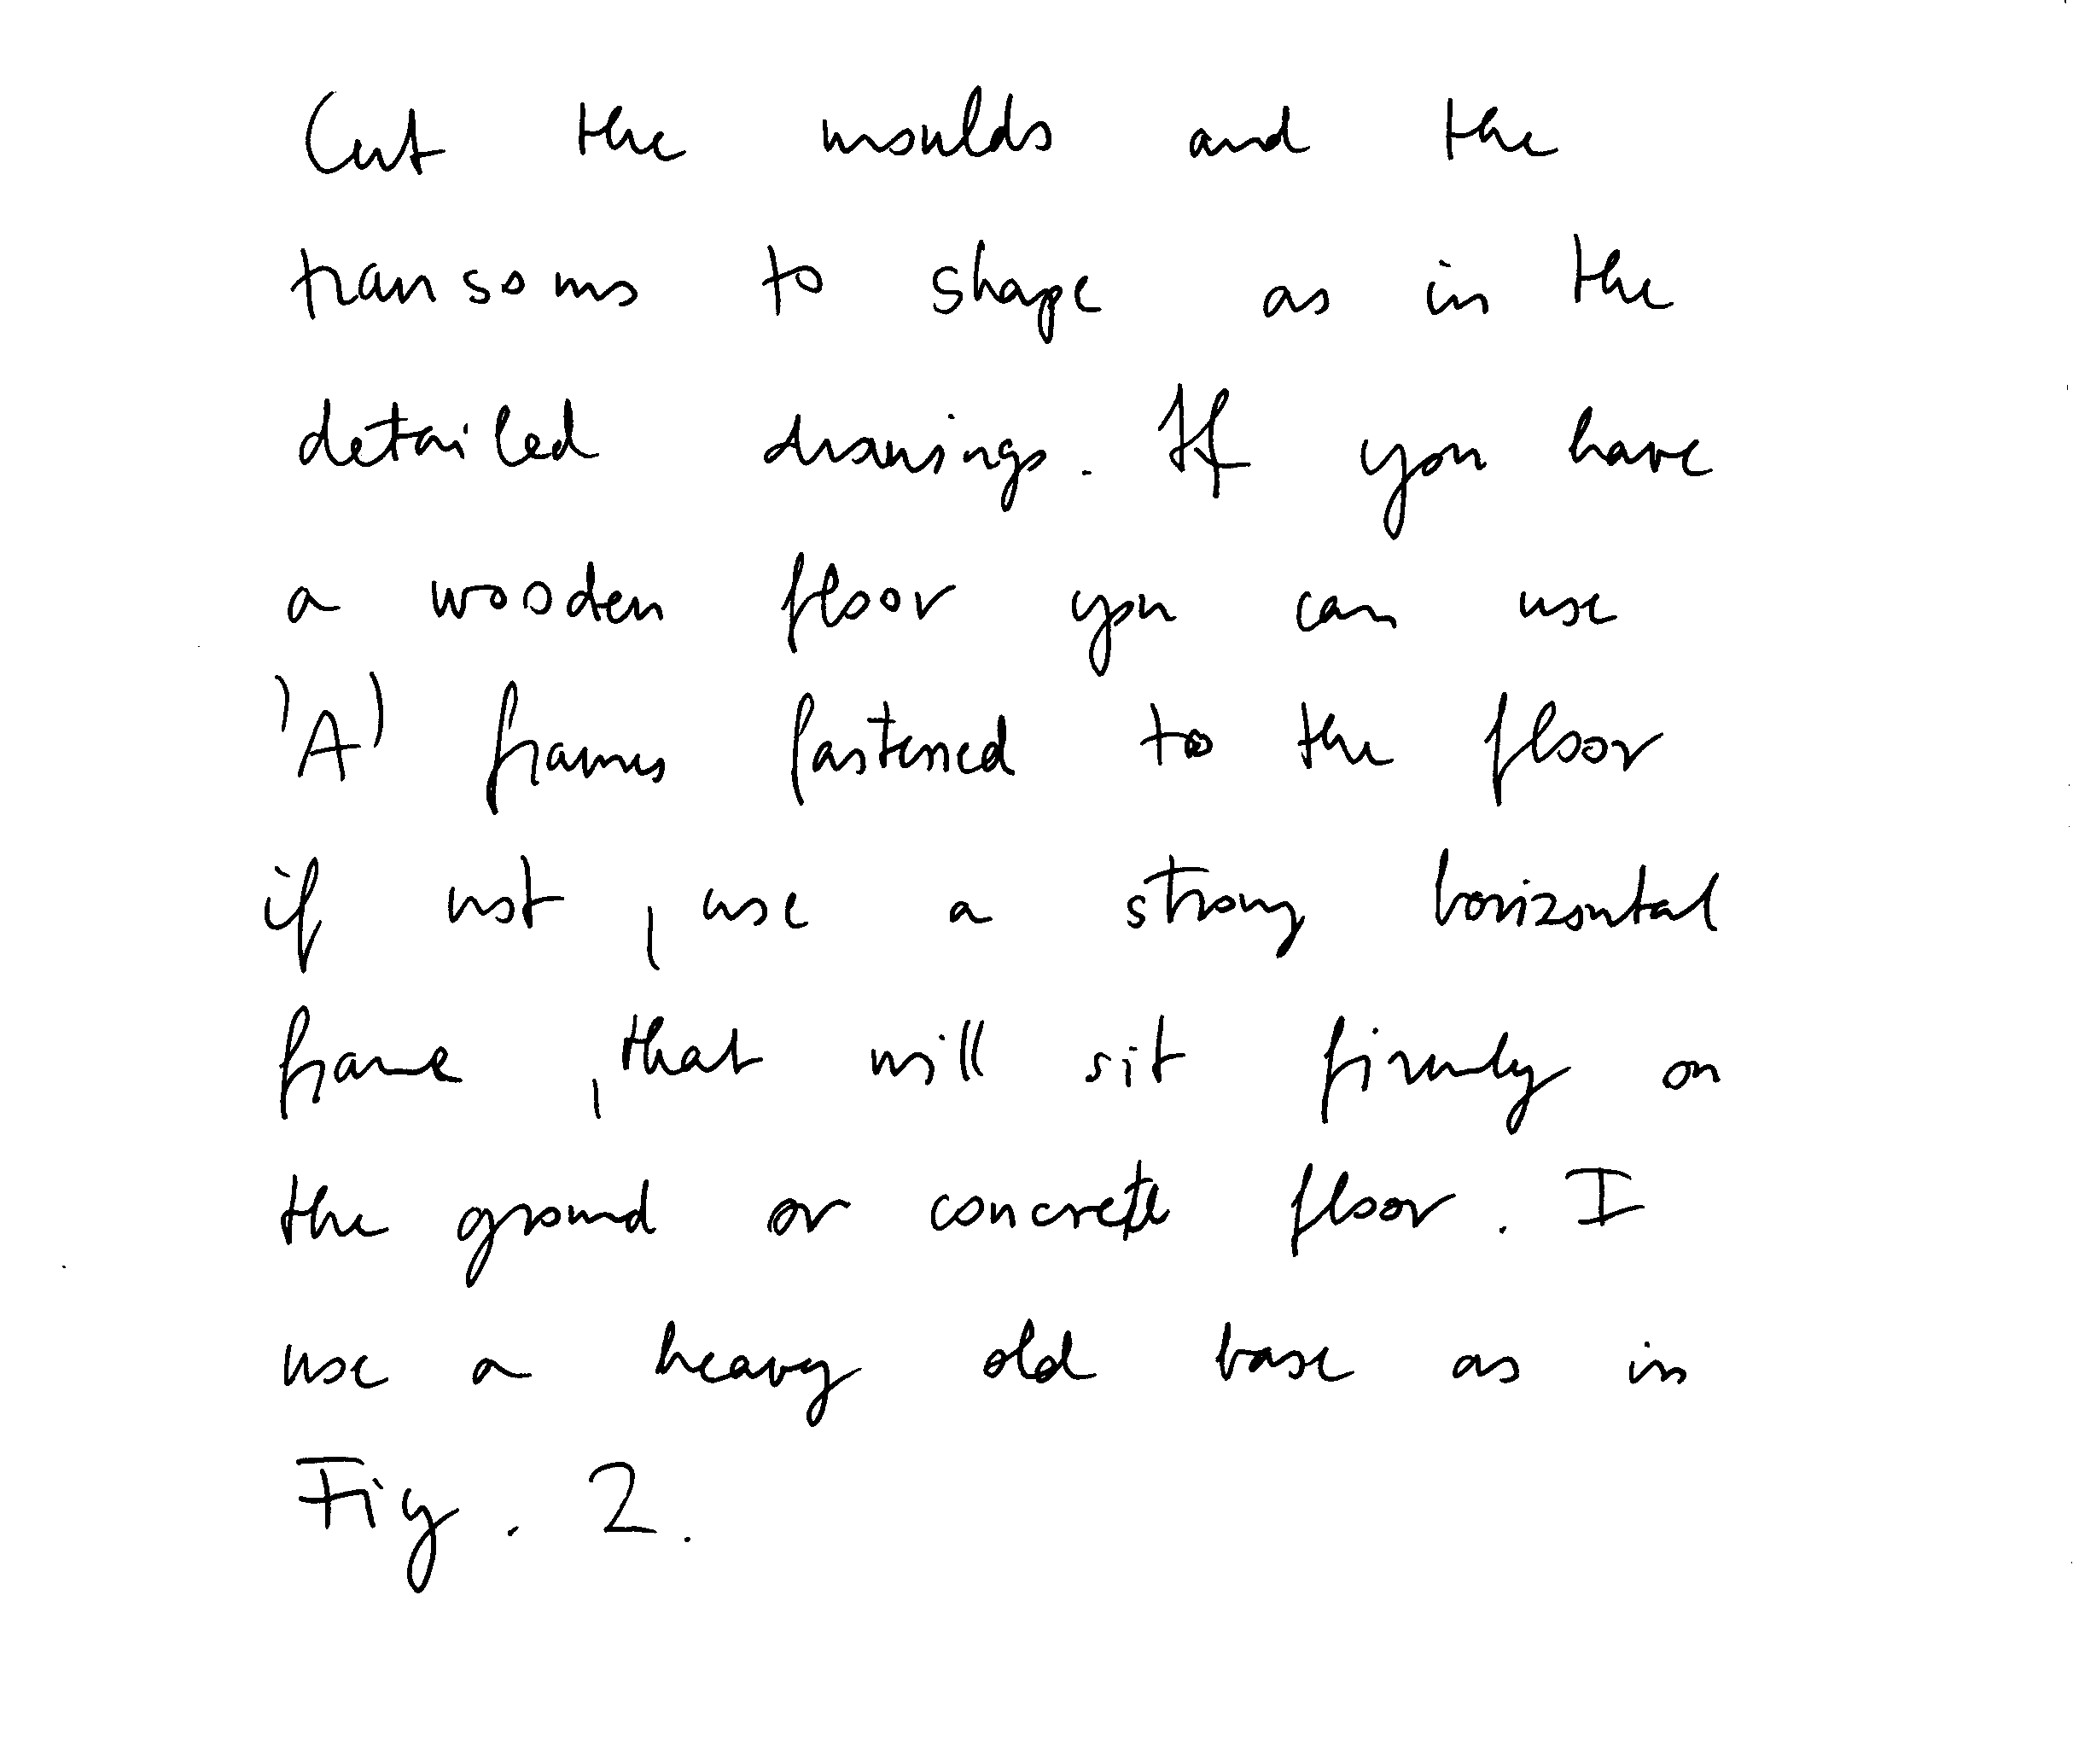 Cut the moulds and the
transoms to shape as in the
detailed drawings. If you have
a wooden floor you can use
'A' frames fastened to the floor
if not, use a strong horizontal
frame, that will sit firmly on
the ground or concrete floor. I
use a heavy old base as in
Fig. 2.